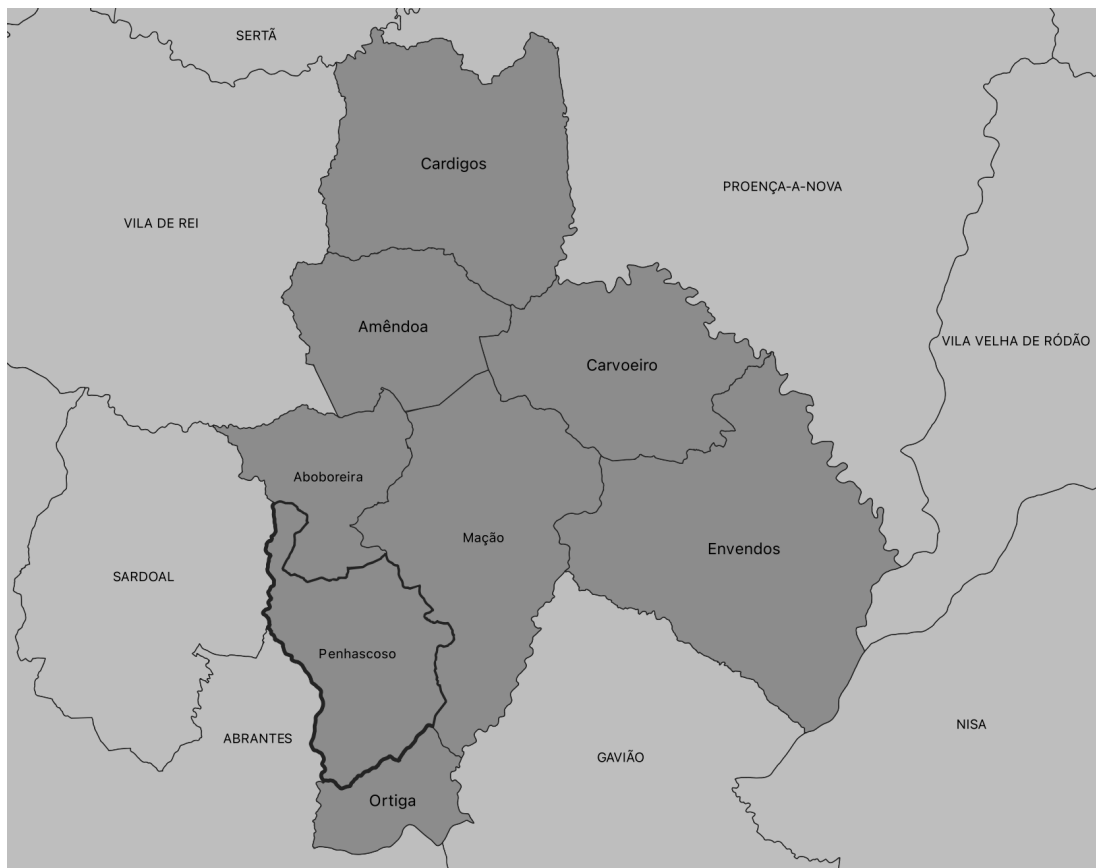 SERTÃ
Cardigos
PROENÇA-A-NOVA
VILA DE REI
Amêndoa
VILA VELHA DE RÓDÃO
Carvoeiro
Aboboreira
Mação
Envendos
SARDOAL
Penhascoso
NISA
ABRANTES
GAVIÃO
Ortiga